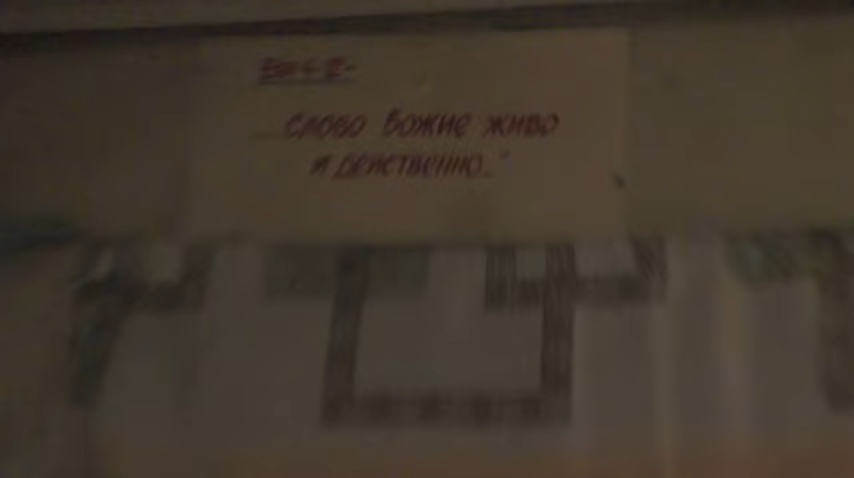 „Слово Божие живо
и действенно..."